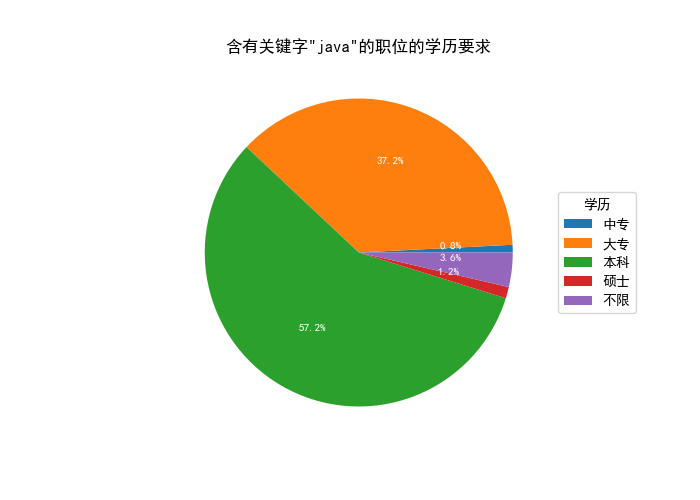 含有关键字"java"的职位的学历要求
37.2%
0.8%
3.6%
1.2%
57.2%
学历
中专
大专
本科
硕士
不限